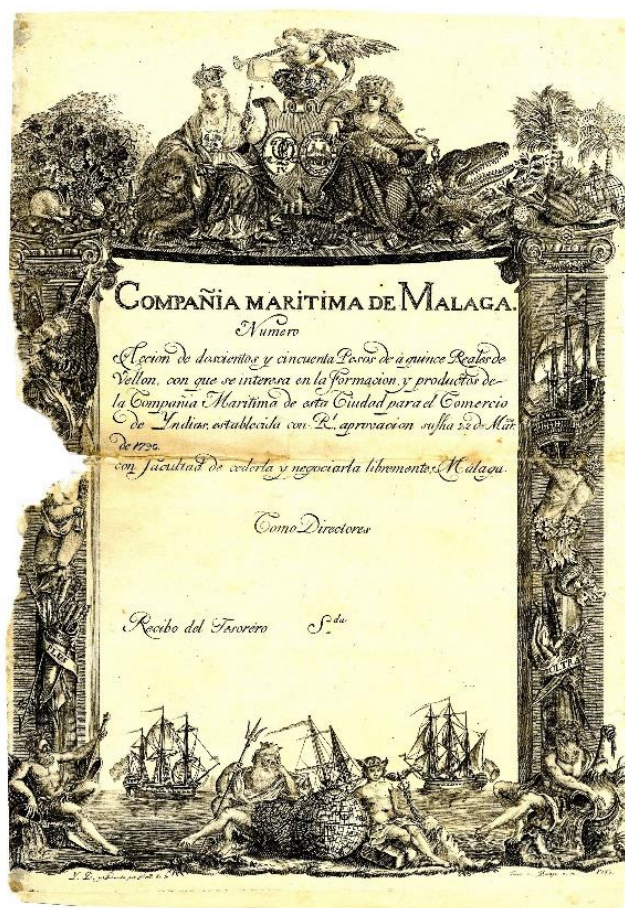 COMPAÑIA MARITIMA DE MALAGA.
Numero
Accion de doscientos y cincuenta Pesos de à quince Reales de
Vellon, con que se interesa en la formacion, y productos de
la Compañia Maritima de esta Ciudad para el Comercio
de Yndias, establecida con Rl. aprovacion su fha 22 de Mar.
de 1790.
con facultad de cederla y negociarla libremente. Malaga.
Como Directores
Recibo del Tesorero Sda.